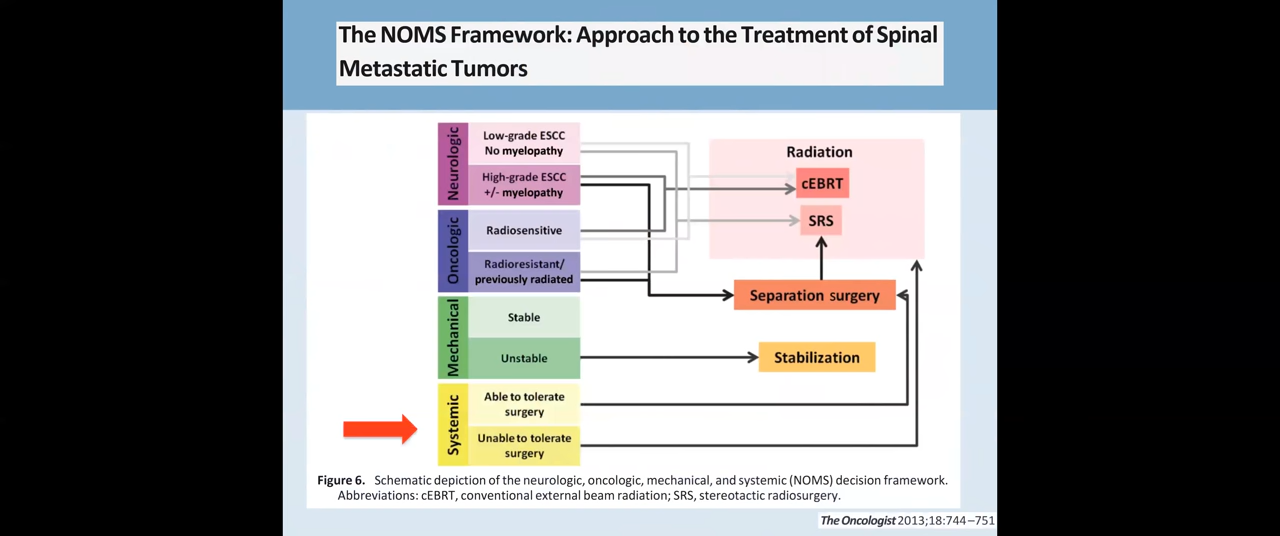 The NOMS Framework: Approach to the Treatment of Spinal
Metastatic Tumors
Neurologic
Low-grade ESCC
No myelopathy
High-grade ESCC
+/- myelopathy
Oncologic
Radiosensitive
Radioresistant/
previously radiated
Mechanical
Stable
Unstable
Systemic
Able to tolerate
surgery
Unable to tolerate
surgery
Radiation
cEBRT
SRS
Separation surgery
Stabilization
Figure 6. Schematic depiction of the neurologic, oncologic, mechanical, and systemic (NOMS) decision framework.
Abbreviations: cEBRT, conventional external beam radiation; SRS, stereotactic radiosurgery.
The Oncologist 2013;18:744–751